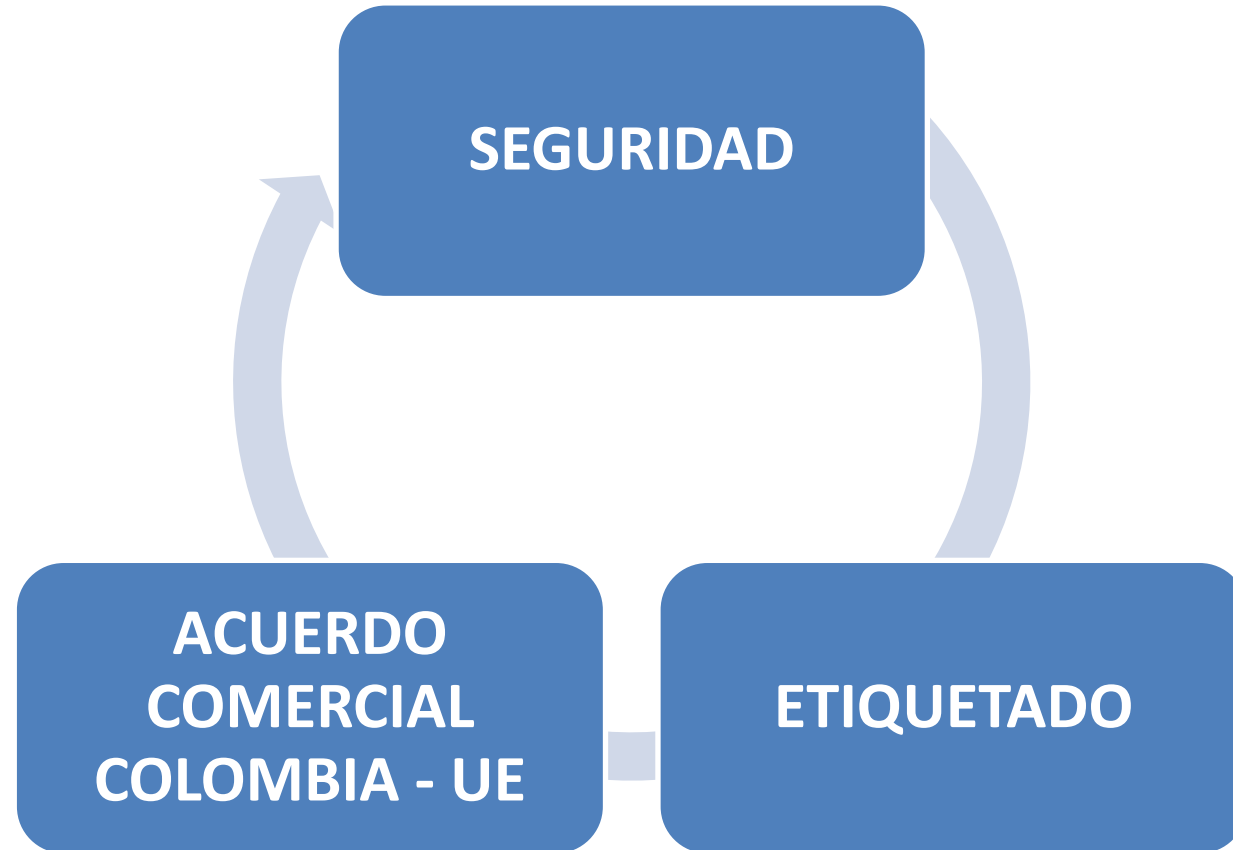 SEGURIDAD
ACUERDO
COMERCIAL
COLOMBIA - UE
ETIQUETADO